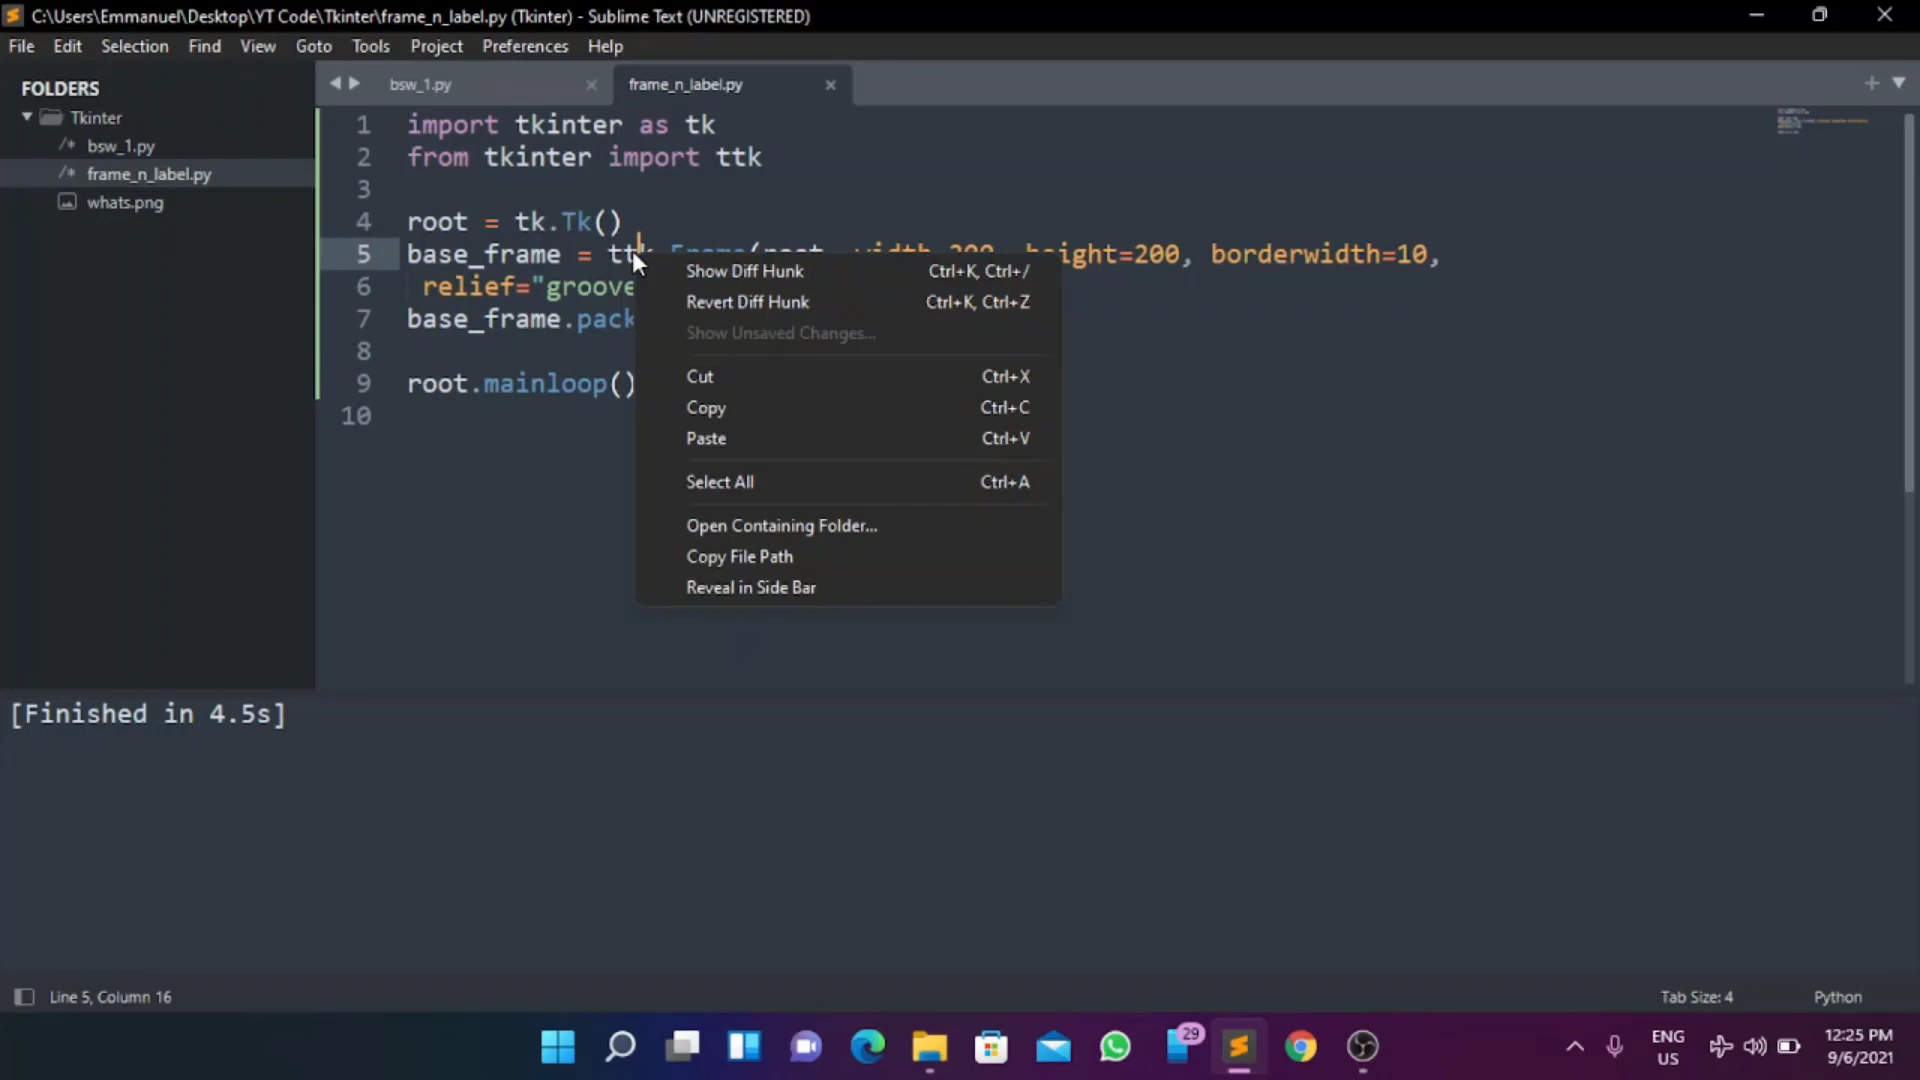 C:\Users\Emmanuel\Desktop\YT Code\Tkinter\frame_n_label.py (Tkinter) - Sublime Text (UNREGISTERED)
File Edit Selection Find View Goto Tools Project Preferences Help
FOLDERS
Tkinter
/* bsw_1.py
/* frame_n_label.py
whats.png
bsw_1.py × frame_n_label.py ×
1 import tkinter as tk
2 from tkinter import ttk
3
4 root = tk.Tk()
5 base_frame = ttk.Frame(root, width=200, height=200, borderwidth=10,
6 relief="groove
7 base_frame.pack
8
9 root.mainloop()
10
Show Diff Hunk Ctrl+K, Ctrl+/
Revert Diff Hunk Ctrl+K, Ctrl+Z
Show Unsaved Changes...
Cut Ctrl+X
Copy Ctrl+C
Paste Ctrl+V
Select All Ctrl+A
Open Containing Folder...
Copy File Path
Reveal in Side Bar
[Finished in 4.5s]
Line 5, Column 16
Tab Size: 4 Python
29
ENG
US
12:25 PM
9/6/2021